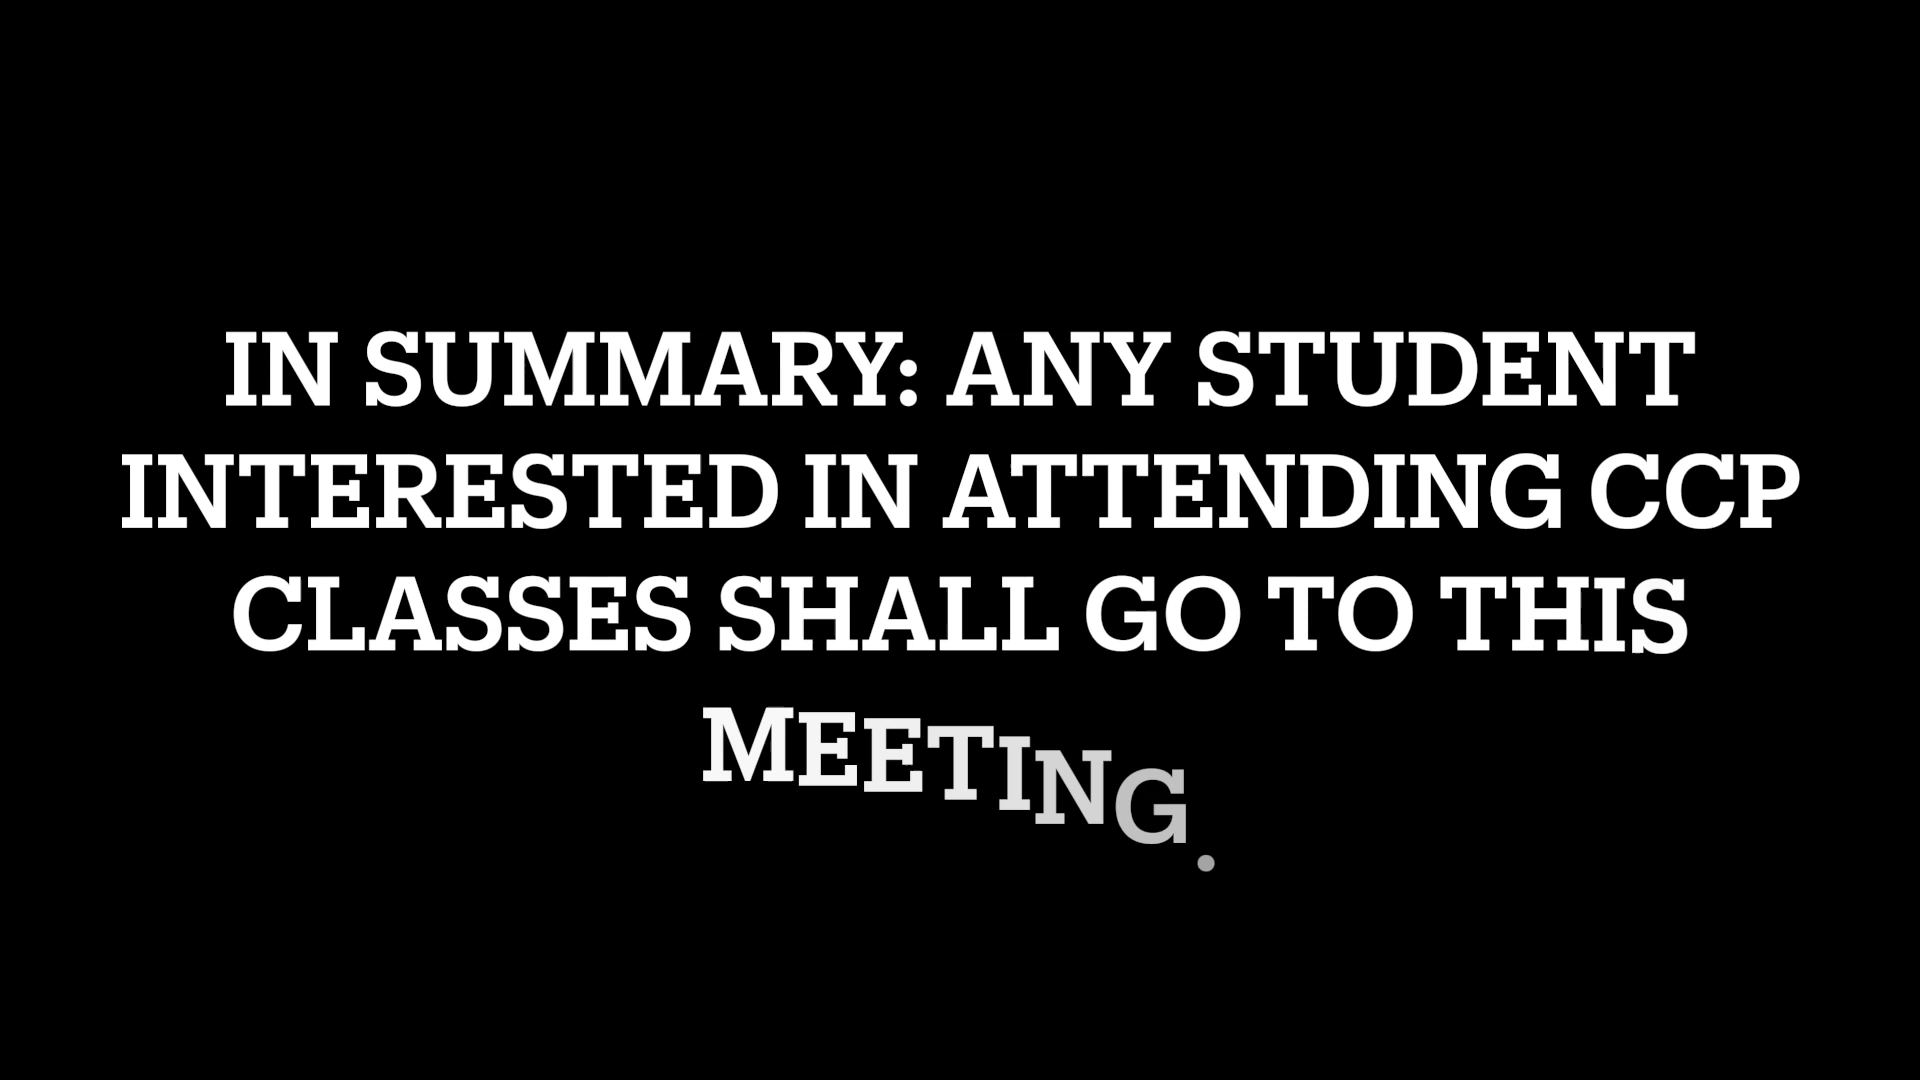 IN SUMMARY: ANY STUDENT
INTERESTED IN ATTENDING CCP
CLASSES SHALL GO TO THIS
MEETING.